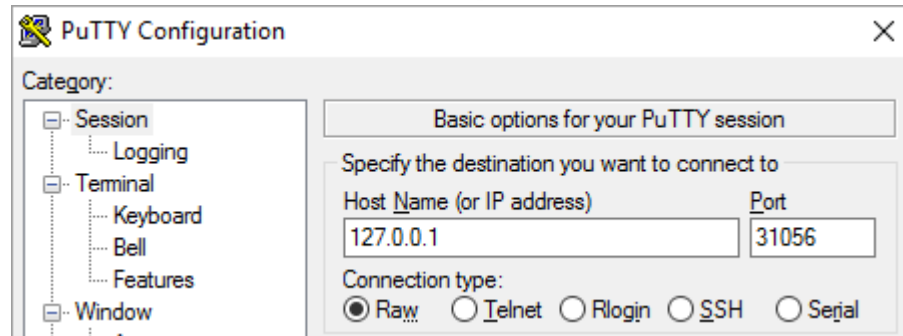 PuTTY Configuration
Category:
Session
Logging
Terminal
Keyboard
Bell
Features
Window
Basic options for your PuTTY session
Specify the destination you want to connect to
Host Name (or IP address) Port
127.0.0.1 31056
Connection type:
Raw Telnet Rlogin SSH Serial